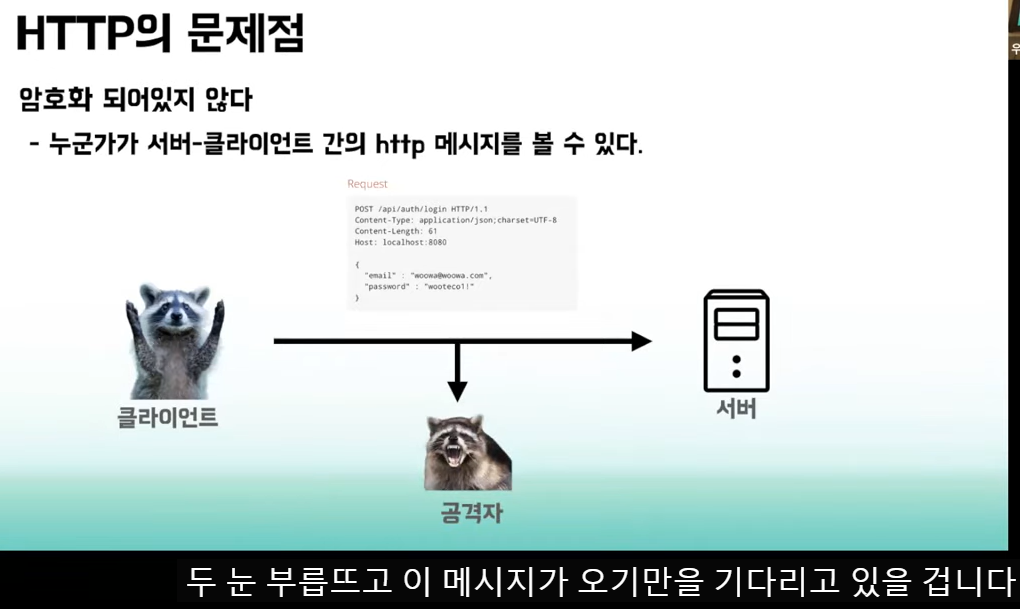 HTTP의 문제점
우
암호화 되어있지 않다
- 누군가가 서버-클라이언트 간의 http 메시지를 볼 수 있다.
Request
POST /api/auth/login HTTP/1.1
Content-Type: application/json;charset=UTF-8
Content-Length: 61
Host: localhost:8080
{
"email" : "woowa@woowa.com",
"password" : "wooteco1!"
}
클라이언트
서버
공격자
두 눈 부릅뜨고 이 메시지가 오기만을 기다리고 있을 겁니다